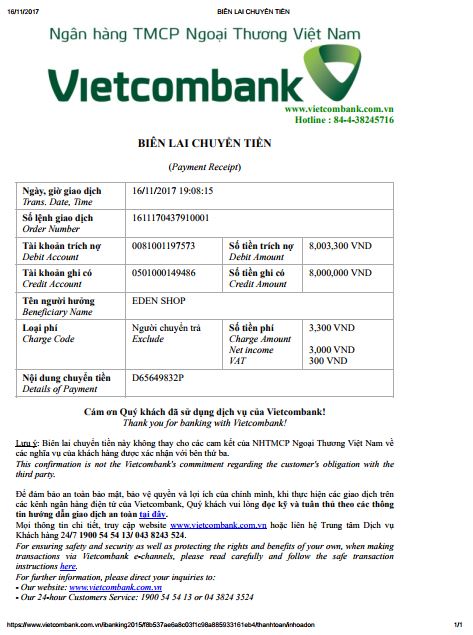 16/11/2017 BIÊN LAI CHUYỂN TIỀN
Ngân hàng TMCP Ngoại Thương Việt Nam
Vietcombank
www.vietcombank.com.vn
Hotline : 84-4-38245716
BIÊN LAI CHUYỂN TIỀN
(Payment Receipt)
Ngày, giờ giao dịch 16/11/2017 19:08:15
Trans. Date, Time
Số lệnh giao dịch 1611170437910001
Order Number
Tài khoản trích nợ 0081001197573 Số tiền trích nợ 8,003,300 VND
Debit Account Debit Amount
Tài khoản ghi có 0501000149486 Số tiền ghi có 8,000,000 VND
Credit Account Credit Amount
Tên người hưởng EDEN SHOP
Beneficiary Name
Loại phí Người chuyển trả Số tiền phí 3,300 VND
Charge Code Exclude Charge Amount
Net income 3,000 VND
VAT 300 VND
Nội dung chuyển tiền D65649832P
Details of Payment
Cám ơn Quý khách đã sử dụng dịch vụ của Vietcombank!
Thank you for banking with Vietcombank!
Lưu ý: Biên lai chuyển tiền này không thay cho các cam kết của NHTMCP Ngoại Thương Việt Nam về
các nghĩa vụ của khách hàng được xác nhận với bên thứ ba.
This confirmation is not the Vietcombank's commitment regarding the customer's obligation with the
third party.
Để đảm bảo an toàn bảo mật, bảo vệ quyền và lợi ích của chính mình, khi thực hiện các giao dịch trên
các kênh ngân hàng điện tử của Vietcombank, Quý khách vui lòng đọc kỹ và tuân thủ theo các thông
tin hướng dẫn giao dịch an toàn tại đây.
Mọi thông tin chi tiết, truy cập website www.vietcombank.com.vn hoặc liên hệ Trung tâm Dịch vụ
Khách hàng 24/7 1900 54 54 13/ 043 8243 524.
For ensuring safety and security as well as protecting the rights and benefits of your own, when making
transactions via Vietcombank e-channels, please read carefully and follow the safe transaction
instructions here.
For further information, please direct your inquiries to:
• Our website: www.vietcombank.com.vn
• Our 24-hour Customers Service: 1900 54 54 13 or 04 3824 3524
https://www.vietcombank.com.vn/ibanking2015/f8b537ae6a8c03f1c98a885933161eb4/thanhtoan/inhoadon 1/1